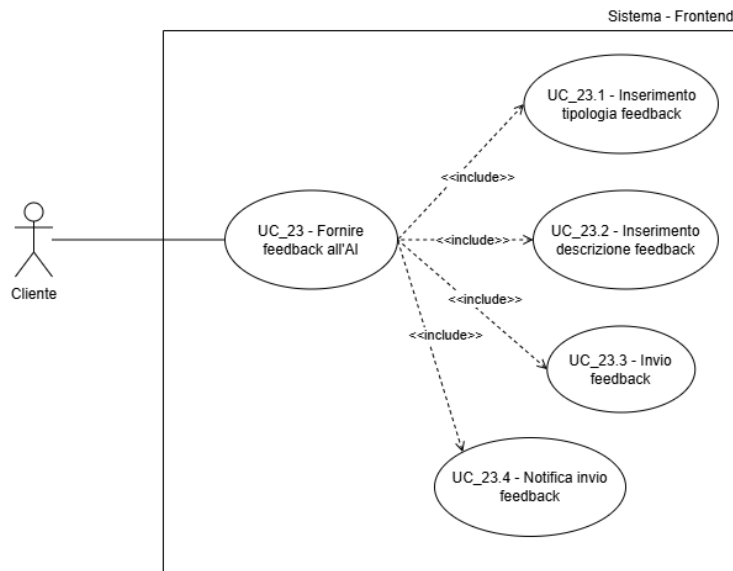 Sistema - Frontend
UC_23.1 - Inserimento
tipologia feedback
<<include>>
UC_23 - Fornire
feedback all'AI
<<include>>
UC_23.2 - Inserimento
descrizione feedback
Cliente
<<include>>
<<include>>
UC_23.3 - Invio
feedback
UC_23.4 - Notifica invio
feedback